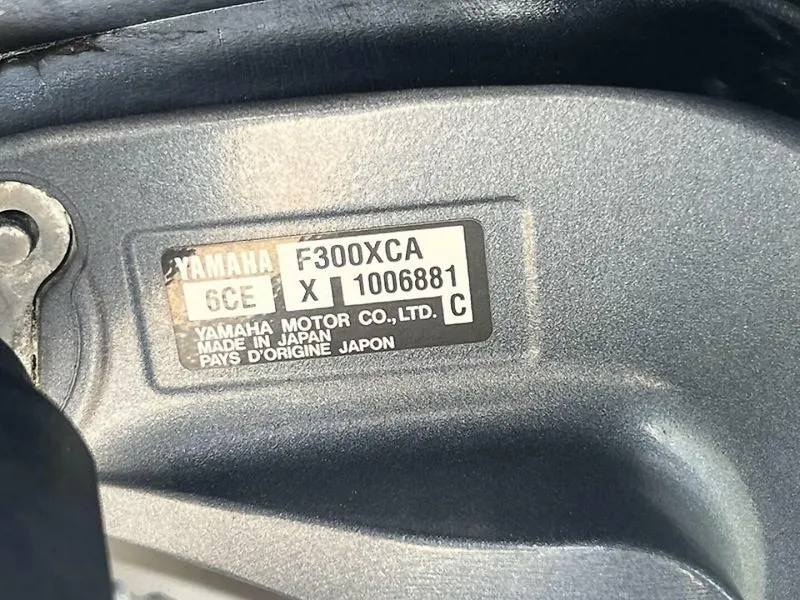 YAMAHA F300XCA
6CE X 1006881
YAMAHA MOTOR CO.,LTD. C
MADE IN JAPAN
PAYS D'ORIGINE JAPON